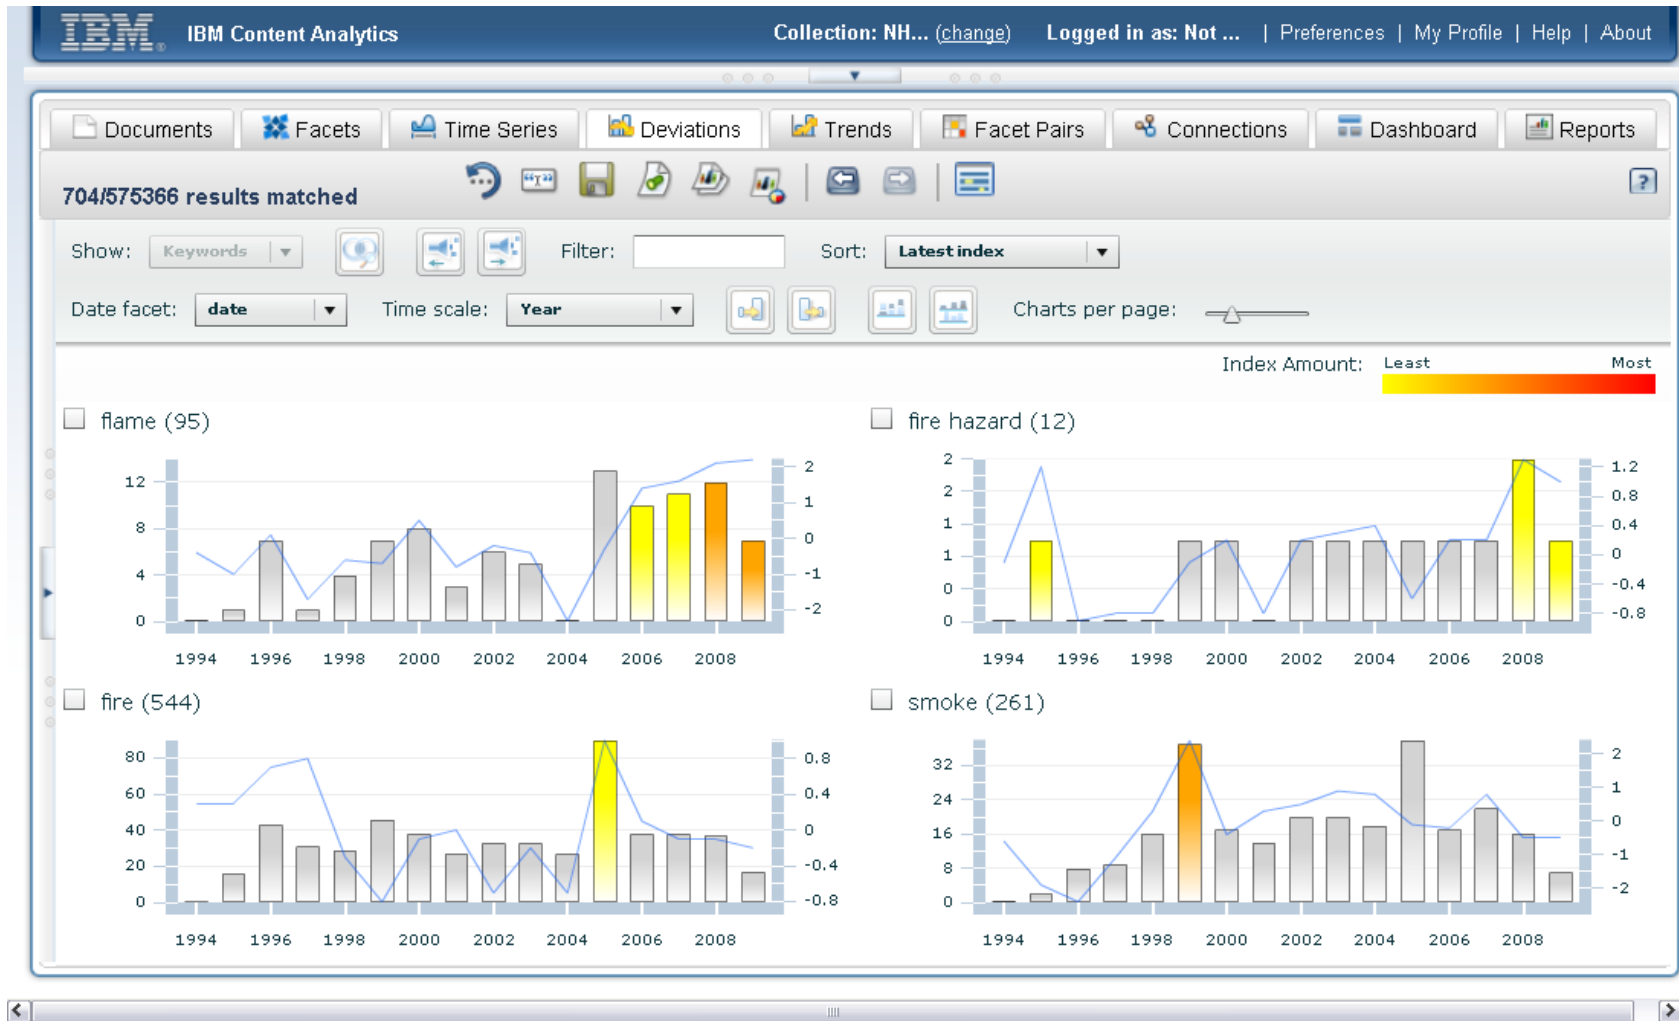 IBM® IBM Content Analytics Collection: NH... (change) Logged in as: Not ... | Preferences | My Profile | Help | About
Documents Facets Time Series Deviations Trends Facet Pairs Connections Dashboard Reports
704/575366 results matched
Show: Keywords Filter: Sort: Latest index
Date facet: date Time scale: Year Charts per page:
Index Amount: Least Most
flame (95)
12
8
4
0
2
1
0
-1
-2
1994 1996 1998 2000 2002 2004 2006 2008
fire hazard (12)
2
2
1
1
0
0
1.2
0.8
0.4
0
-0.4
-0.8
1994 1996 1998 2000 2002 2004 2006 2008
fire (544)
80
60
40
20
0
0.8
0.4
0
-0.4
-0.8
1994 1996 1998 2000 2002 2004 2006 2008
smoke (261)
32
24
16
8
0
2
1
0
-1
-2
1994 1996 1998 2000 2002 2004 2006 2008